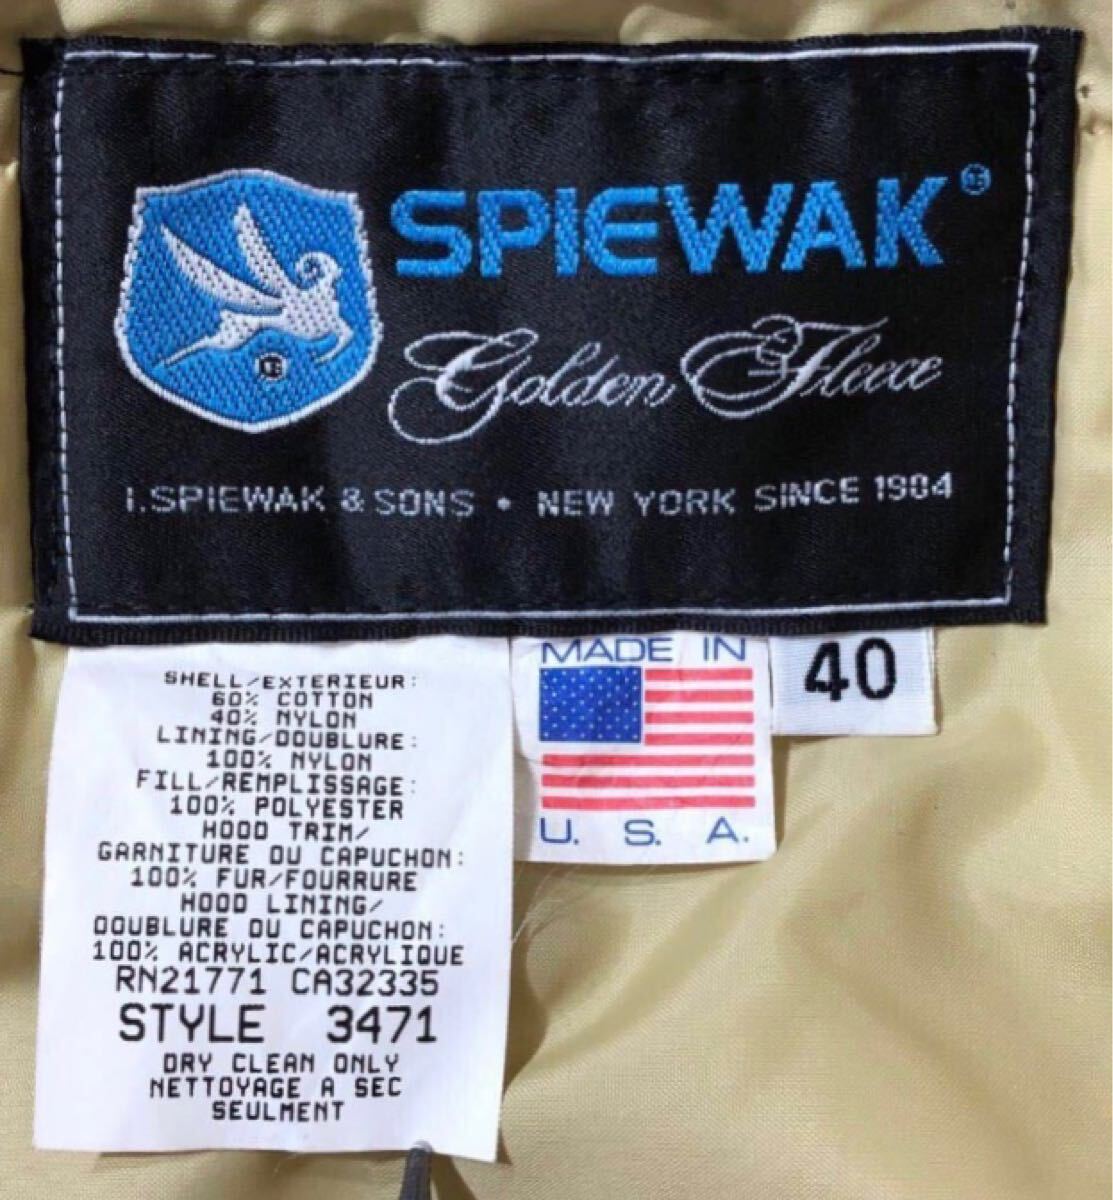 SPIEWAK®
Golden Fleece
I.SPIEWAK & SONS • NEW YORK SINCE 1904
MADE IN
U. S. A.
40
SHELL/EXTERIEUR:
60% COTTON
40% NYLON
LINING/DOUBLURE:
100% NYLON
FILL/REMPLISSAGE:
100% POLYESTER
HOOD TRIM/
GARNITURE DU CAPUCHON:
100% FUR/FOURRURE
HOOD LINING/
DOUBLURE DU CAPUCHON:
100% ACRYLIC/ACRYLIQUE
RN21771 CA32335
STYLE 3471
DRY CLEAN ONLY
NETTOYAGE A SEC
SEULMENT